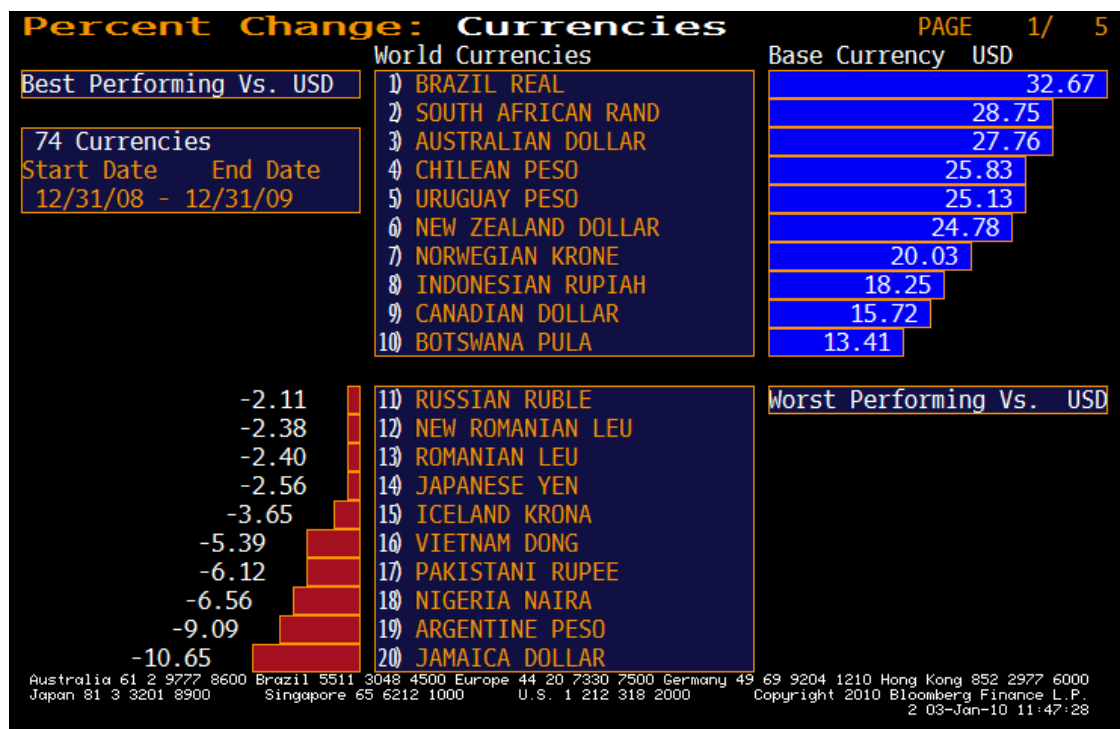 Percent Change: Currencies PAGE 1/ 5
World Currencies Base Currency USD
Best Performing Vs. USD 1) BRAZIL REAL 32.67
2) SOUTH AFRICAN RAND 28.75
74 Currencies 3) AUSTRALIAN DOLLAR 27.76
Start Date End Date 4) CHILEAN PESO 25.83
12/31/08 - 12/31/09 5) URUGUAY PESO 25.13
6) NEW ZEALAND DOLLAR 24.78
7) NORWEGIAN KRONE 20.03
8) INDONESIAN RUPIAH 18.25
9) CANADIAN DOLLAR 15.72
10) BOTSWANA PULA 13.41
-2.11 11) RUSSIAN RUBLE Worst Performing Vs. USD
-2.38 12) NEW ROMANIAN LEU
-2.40 13) ROMANIAN LEU
-2.56 14) JAPANESE YEN
-3.65 15) ICELAND KRONA
-5.39 16) VIETNAM DONG
-6.12 17) PAKISTANI RUPEE
-6.56 18) NIGERIA NAIRA
-9.09 19) ARGENTINE PESO
-10.65 20) JAMAICA DOLLAR
Australia 61 2 9777 8600 Brazil 5511 3048 4500 Europe 44 20 7330 7500 Germany 49 69 9204 1210 Hong Kong 852 2977 6000
Japan 81 3 3201 8900 Singapore 65 6212 1000 U.S. 1 212 318 2000 Copyright 2010 Bloomberg Finance L.P.
2 03-Jan-10 11:47:28